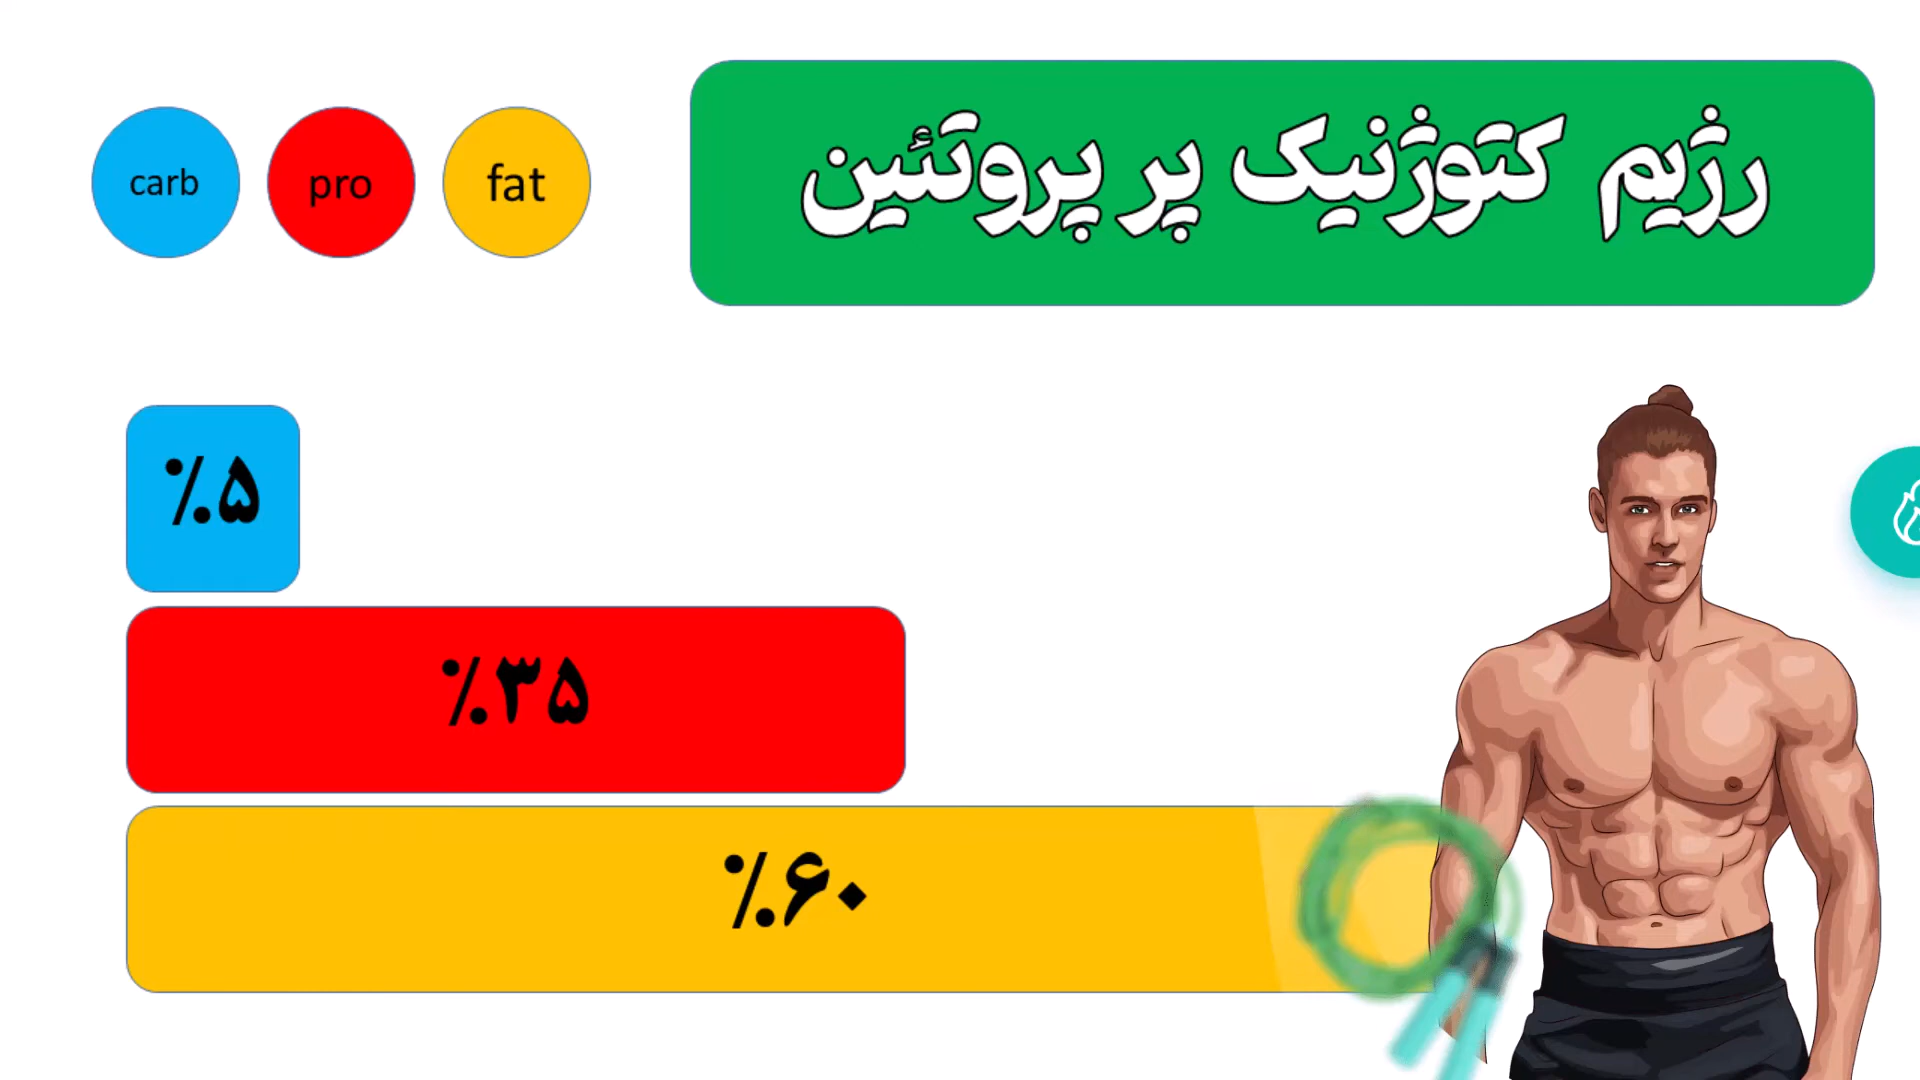 رژیم کتوژنیک پر پروتئین
carb
pro
fat
٪۵
٪۳۵
٪۶۰